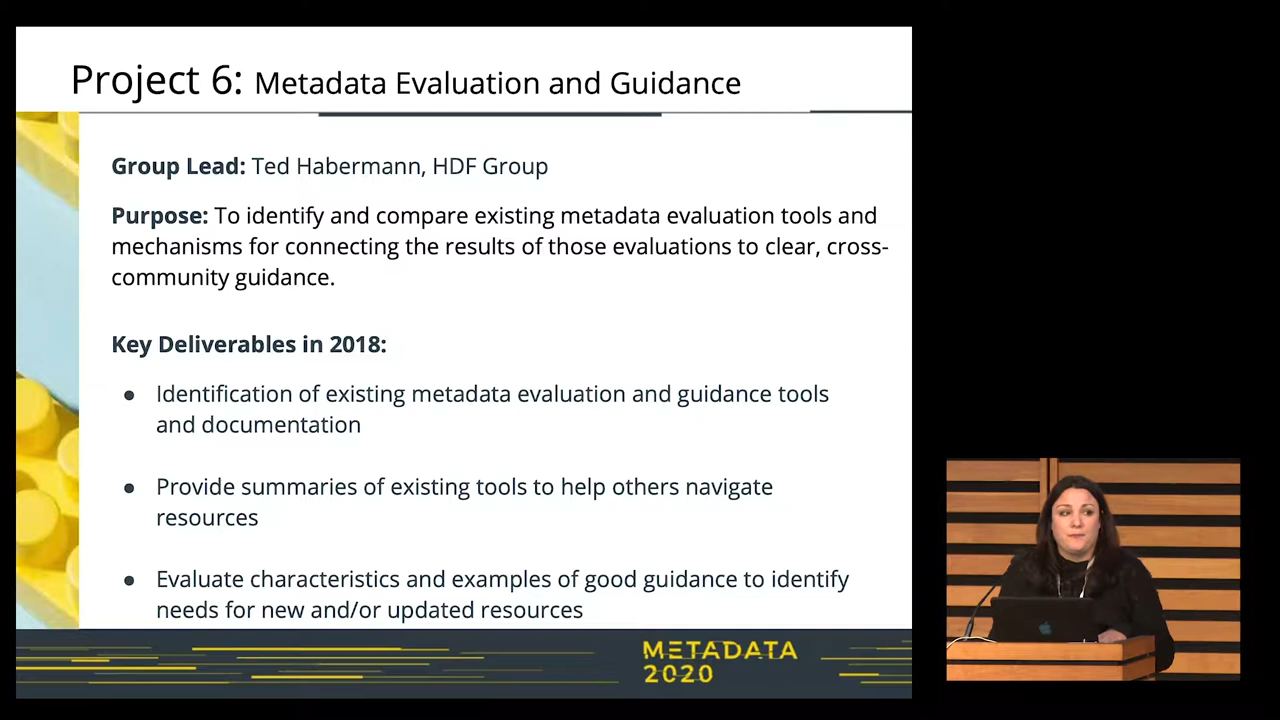 Project 6: Metadata Evaluation and Guidance
Group Lead: Ted Habermann, HDF Group
Purpose: To identify and compare existing metadata evaluation tools and
mechanisms for connecting the results of those evaluations to clear, cross-
community guidance.
Key Deliverables in 2018:
● Identification of existing metadata evaluation and guidance tools
and documentation
● Provide summaries of existing tools to help others navigate
resources
● Evaluate characteristics and examples of good guidance to identify
needs for new and/or updated resources
METADATA
2020